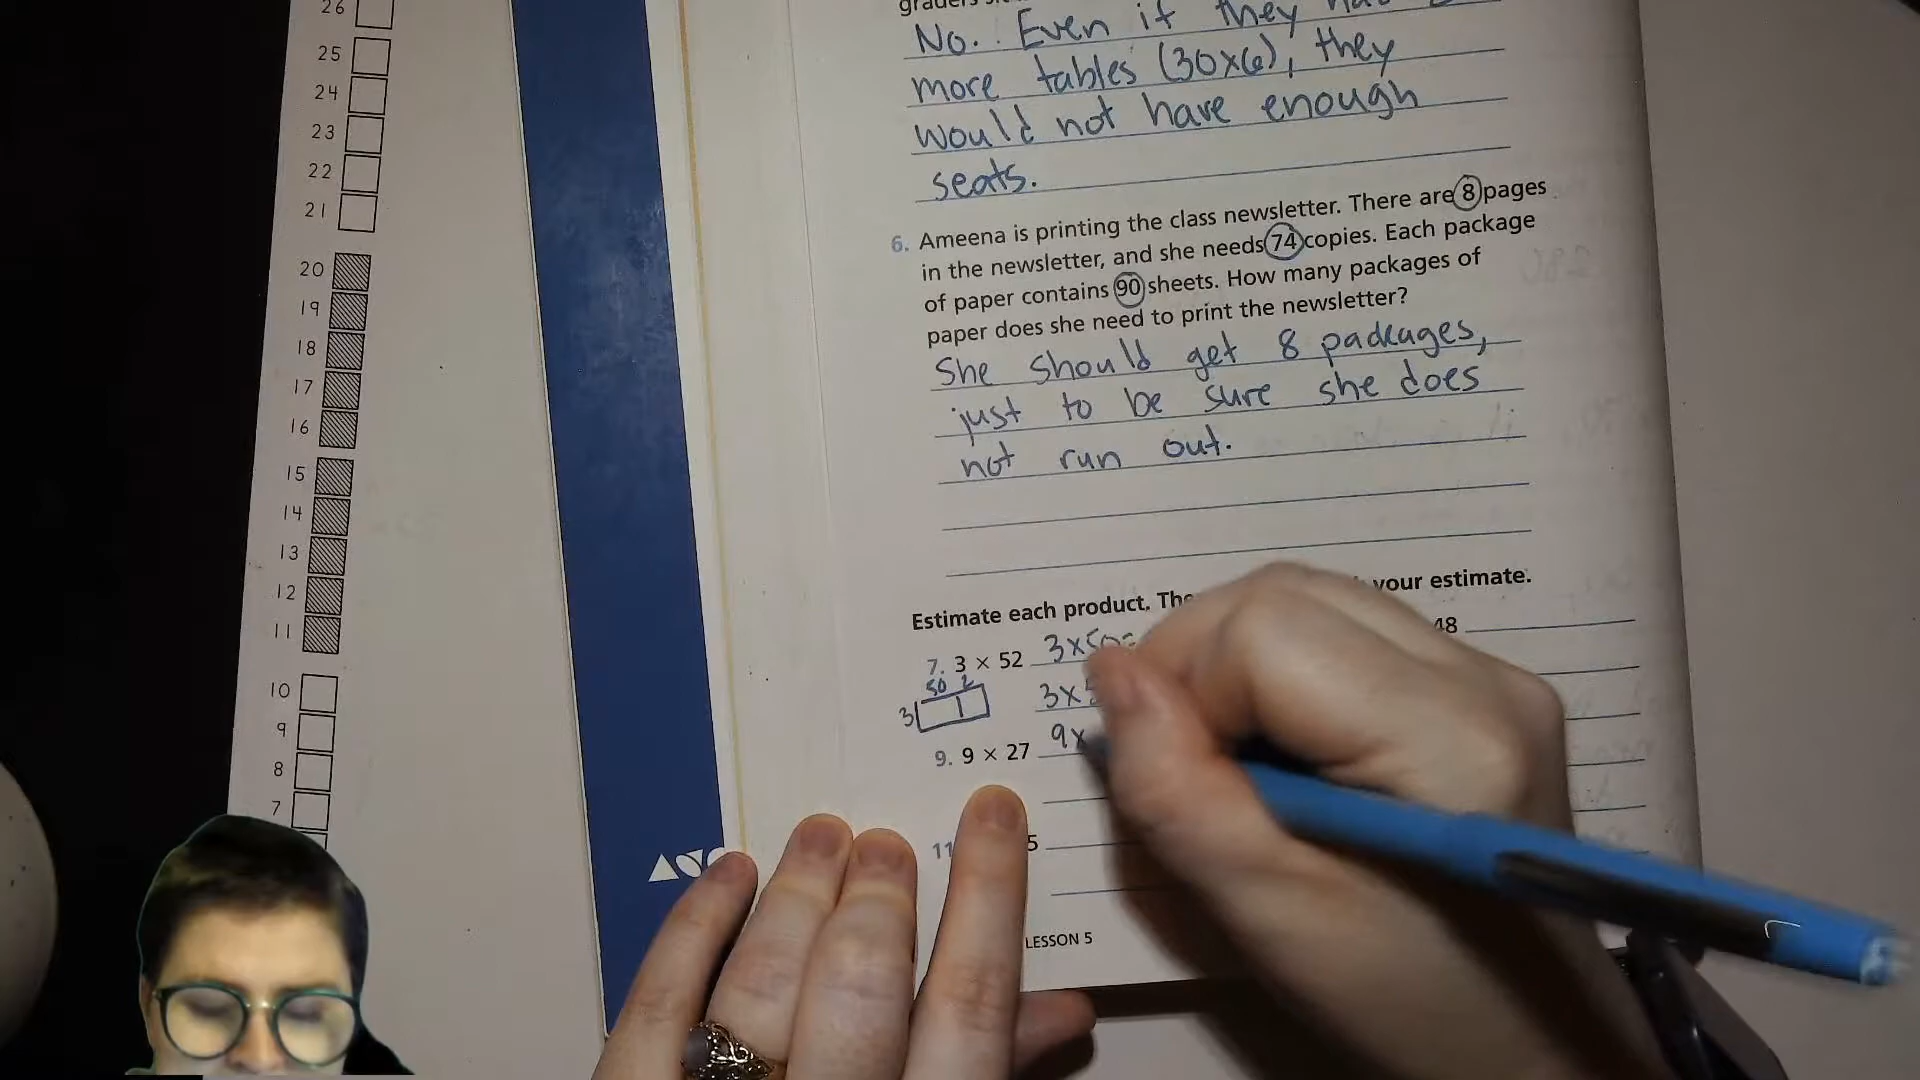 26
25
24
23
22
21
20
19
18
17
16
15
14
13
12
11
10
9
8
7
No. Even if they
more tables (30x6), they
would not have enough
seats.
6. Ameena is printing the class newsletter. There are 8 pages
in the newsletter, and she needs 74 copies. Each package
of paper contains 90 sheets. How many packages of
paper does she need to print the newsletter?
She should get 8 packages,
just to be sure she does
not run out.
Estimate each product. your estimate.
7. 3 × 52 3x50=
48
50 2
3
3x
9. 9 × 27 9x
11. 5
LESSON 5